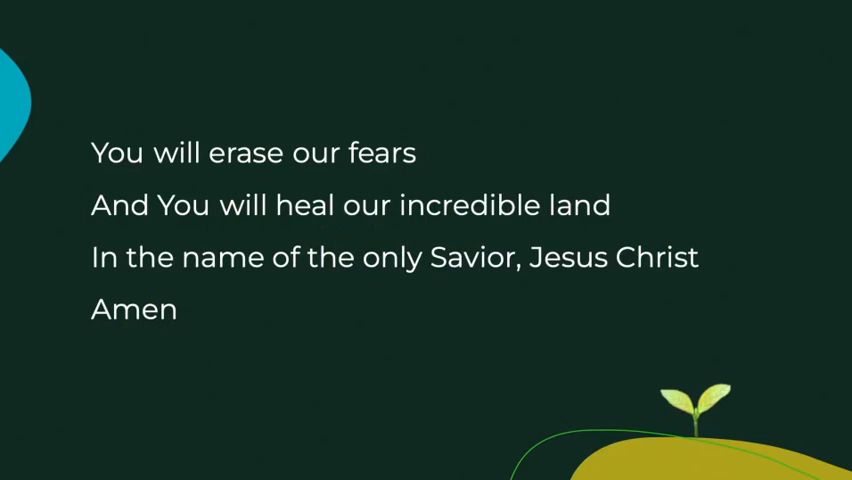 You will erase our fears
And You will heal our incredible land
In the name of the only Savior, Jesus Christ
Amen